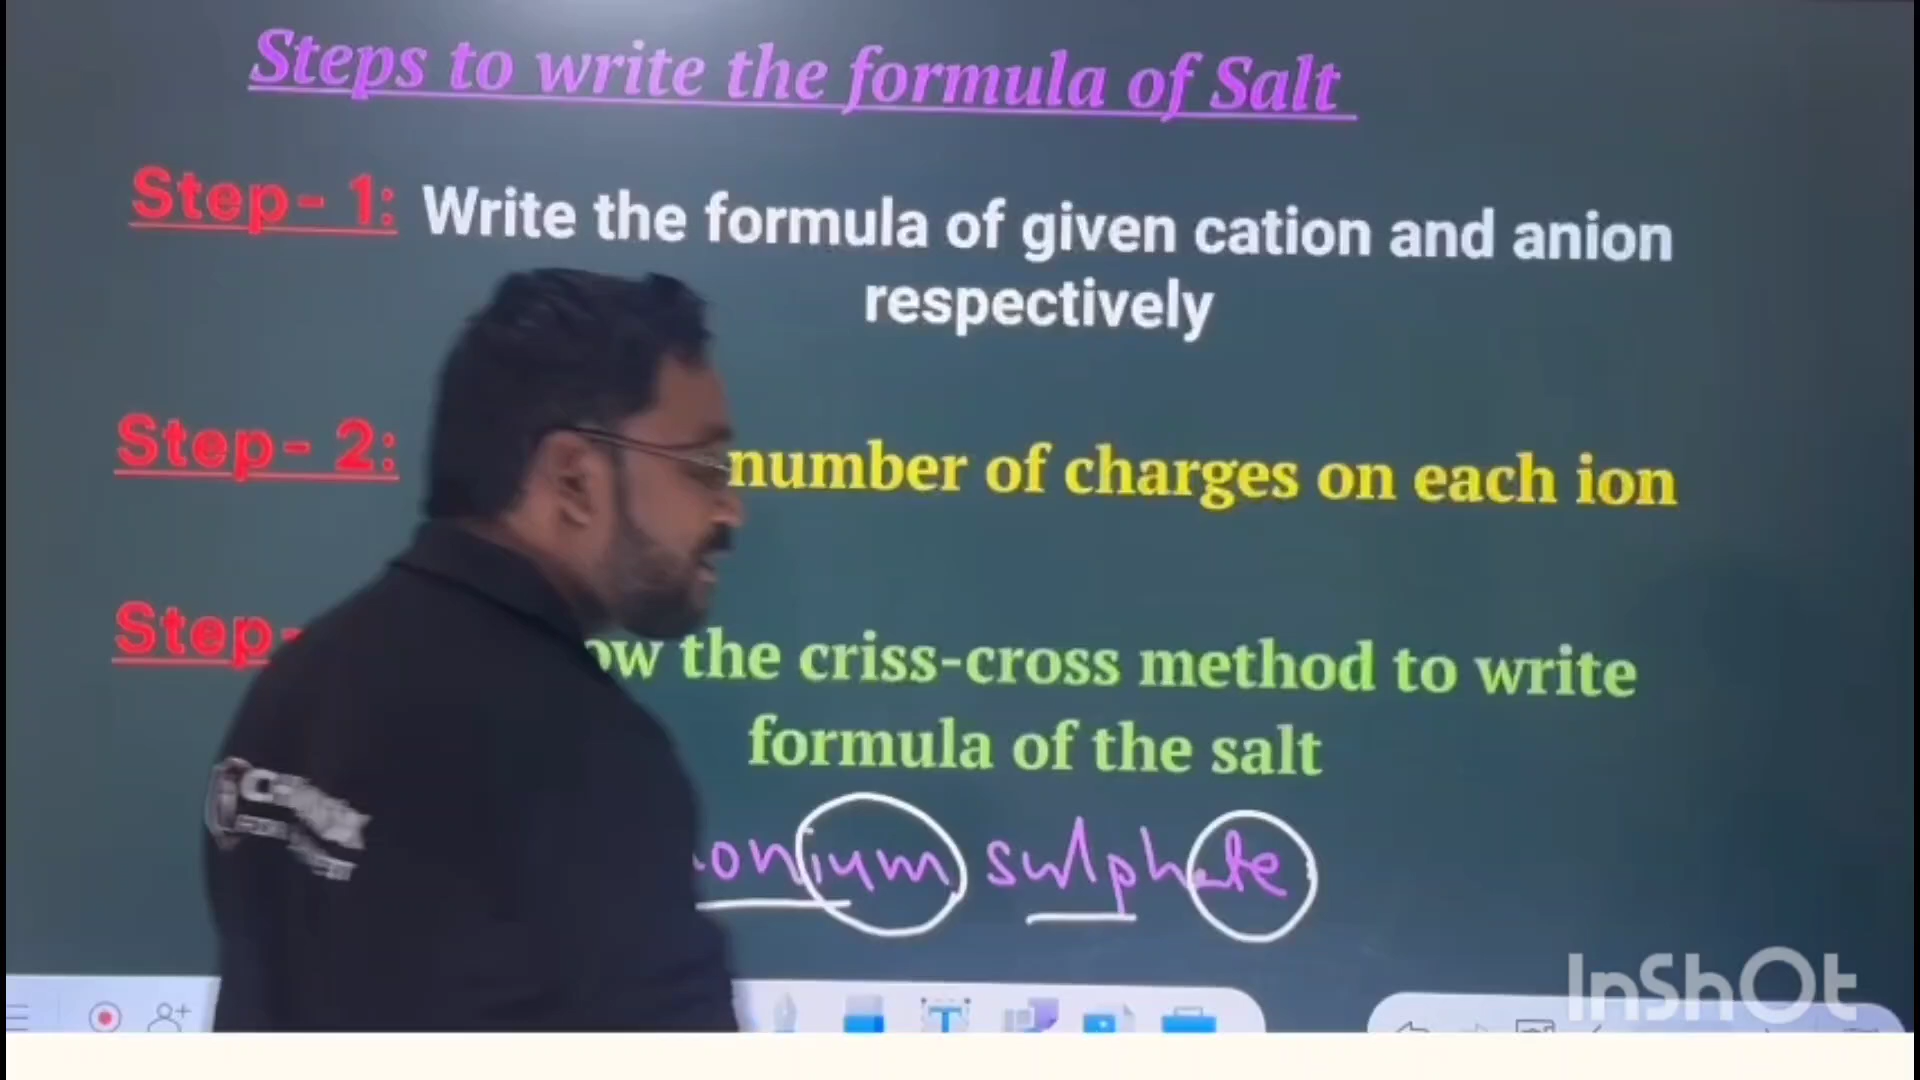 Steps to write the formula of Salt
Step- 1: Write the formula of given cation and anion
respectively
Step- 2: number of charges on each ion
Step- the criss-cross method to write
formula of the salt
sulphate
InShOt